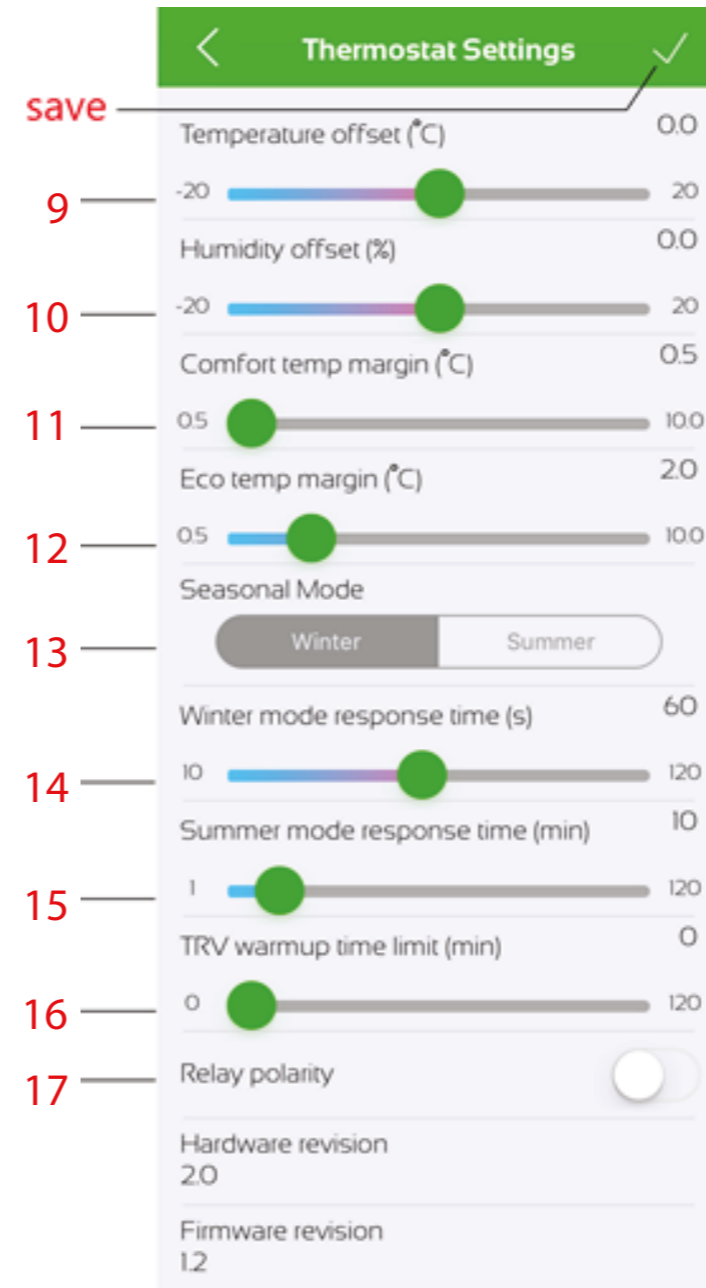 Thermostat Settings
save
Temperature offset (°C) 0.0
9 -20 20
Humidity offset (%) 0.0
10 -20 20
Comfort temp margin (°C) 0.5
11 0.5 10.0
Eco temp margin (°C) 2.0
12 0.5 10.0
Seasonal Mode
13 Winter Summer
Winter mode response time (s) 60
14 10 120
Summer mode response time (min) 10
15 1 120
TRV warmup time limit (min) 0
16 0 120
17 Relay polarity
Hardware revision
2.0
Firmware revision
1.2